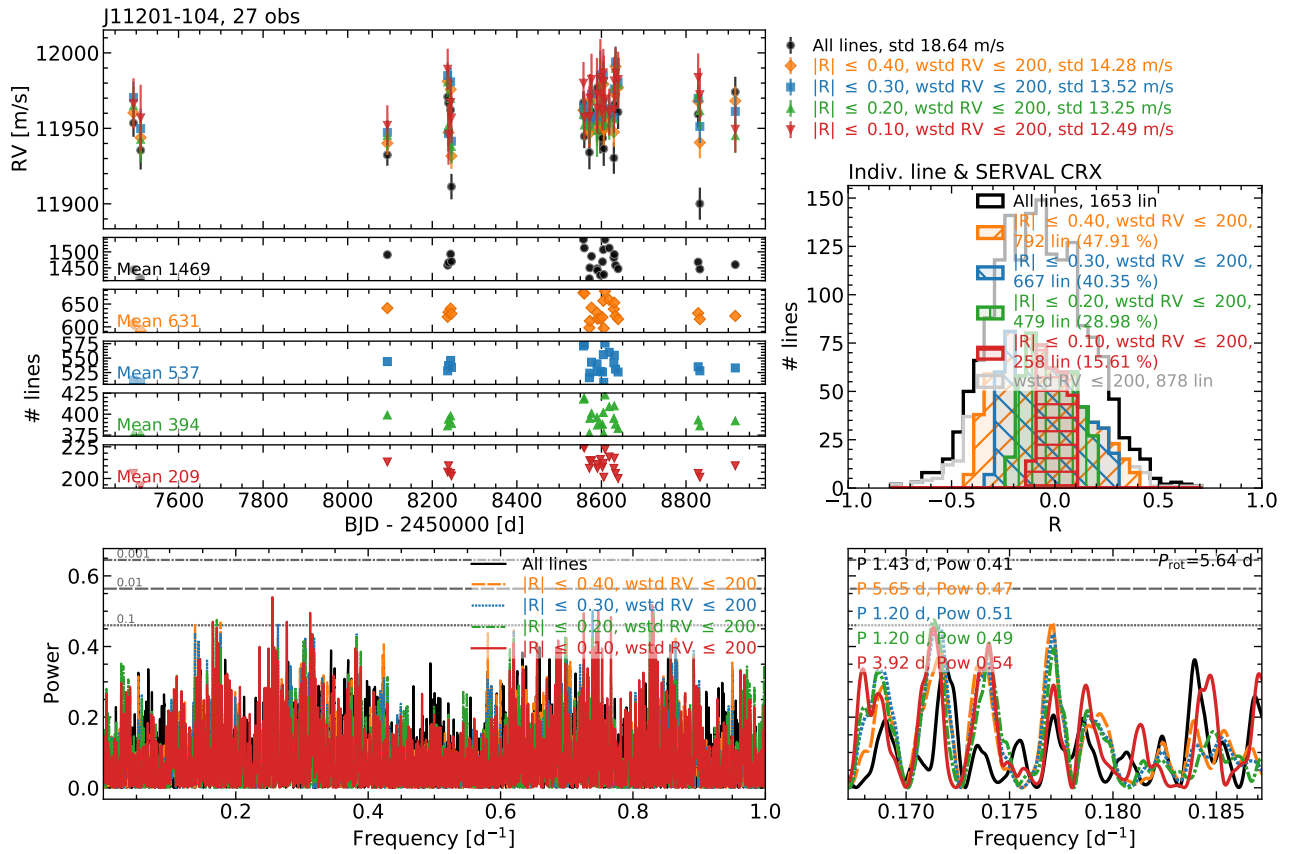 J11201-104, 27 obs
12000
11950
11900
RV [m/s]
All lines, std 18.64 m/s
|R| ≤ 0.40, wstd RV ≤ 200, std 14.28 m/s
|R| ≤ 0.30, wstd RV ≤ 200, std 13.52 m/s
|R| ≤ 0.20, wstd RV ≤ 200, std 13.25 m/s
|R| ≤ 0.10, wstd RV ≤ 200, std 12.49 m/s
1500
1450
Mean 1469
650
600
Mean 631
575
550
525
Mean 537
425
400
375
Mean 394
200
Mean 209
# lines
7600 7800 8000 8200 8400 8600 8800
BJD - 2450000 [d]
Indiv. line & SERVAL CRX
150
125
100
75
50
25
0
# lines
All lines, 1653 lin
|R| ≤ 0.40, wstd RV ≤ 200,
792 lin (47.91 %)
|R| ≤ 0.30, wstd RV ≤ 200,
667 lin (40.35 %)
|R| ≤ 0.20, wstd RV ≤ 200,
479 lin (28.98 %)
|R| ≤ 0.10, wstd RV ≤ 200,
258 lin (15.61 %)
wstd RV ≤ 200, 878 lin
−1.0 −0.5 0.0 0.5 1.0
R
0.6
0.4
0.2
0.0
Power
0.001
0.01
0.1
All lines
|R| ≤ 0.40, wstd RV ≤ 200
|R| ≤ 0.30, wstd RV ≤ 200
|R| ≤ 0.20, wstd RV ≤ 200
|R| ≤ 0.10, wstd RV ≤ 200
0.2 0.4 0.6 0.8 1.0
Frequency [d⁻¹]
P 1.43 d, Pow 0.41
P 5.65 d, Pow 0.47
P 1.20 d, Pow 0.51
P 1.20 d, Pow 0.49
P 3.92 d, Pow 0.54
Prot=5.64 d
0.170 0.175 0.180 0.185
Frequency [d⁻¹]